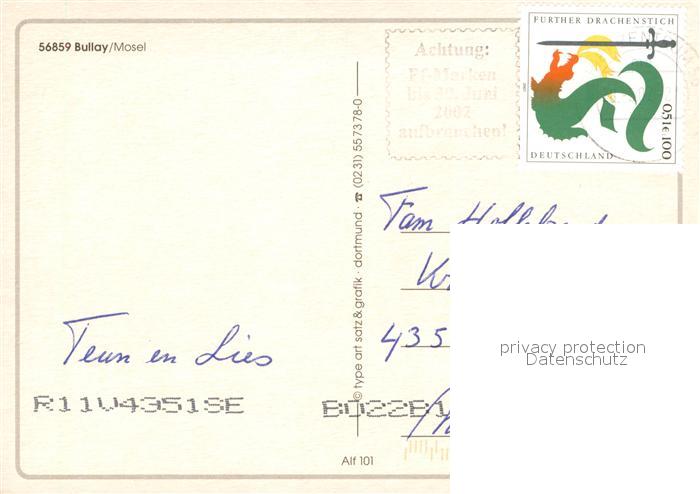 56859 Bullay/Mosel
Achtung:
Pf-Marken
bis 30. Juni
2002
aufbrauchen!
FURTHER DRACHENSTICH
0,51€ 100
DEUTSCHLAND
© type art satz & grafik · dortmund · ☎ (0231) 557378-0
Fam
435
Teun en Lies
R11V4351SE
privacy protection
Datenschutz
Alf 101